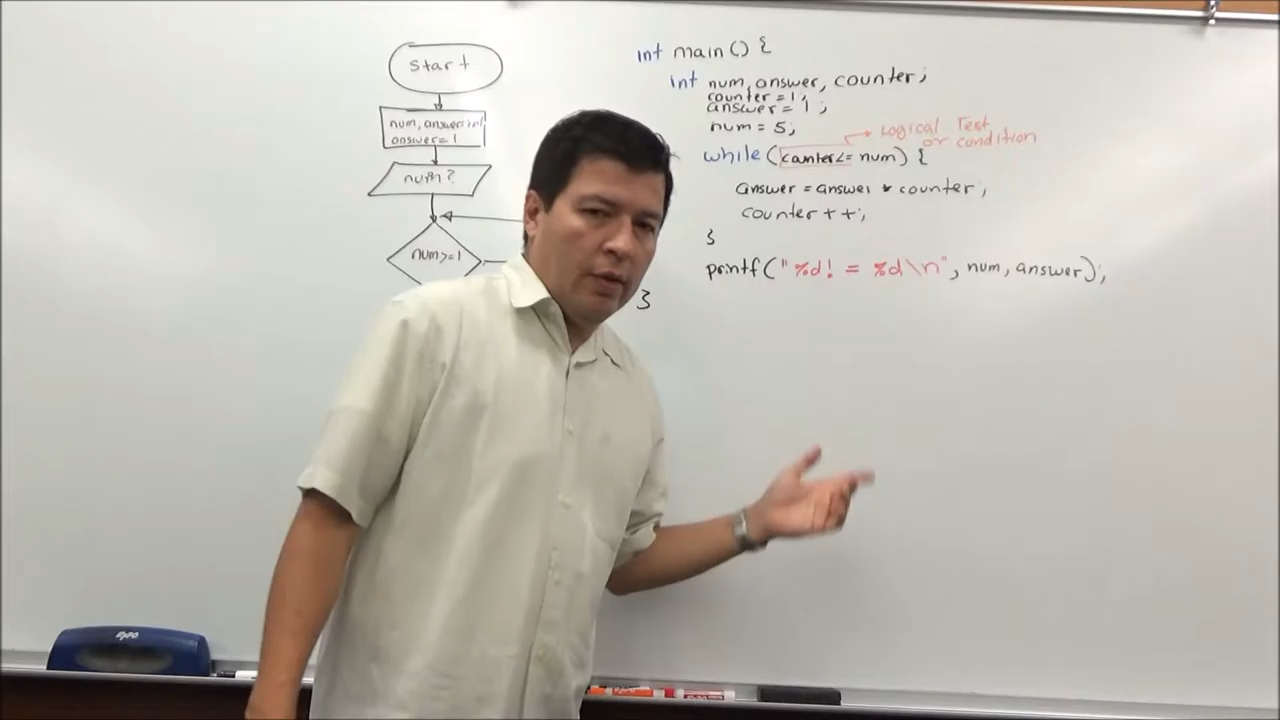 start
num, answer=int
answer=1
num?
num>=1
int main() {
int num, answer, counter;
counter = 1;
answer = 1;
num = 5;
Logical Test
or condition
while (counter<= num) {
answer = answer * counter;
counter + +;
}
printf("%d! = %d\n", num, answer);
}
Expo